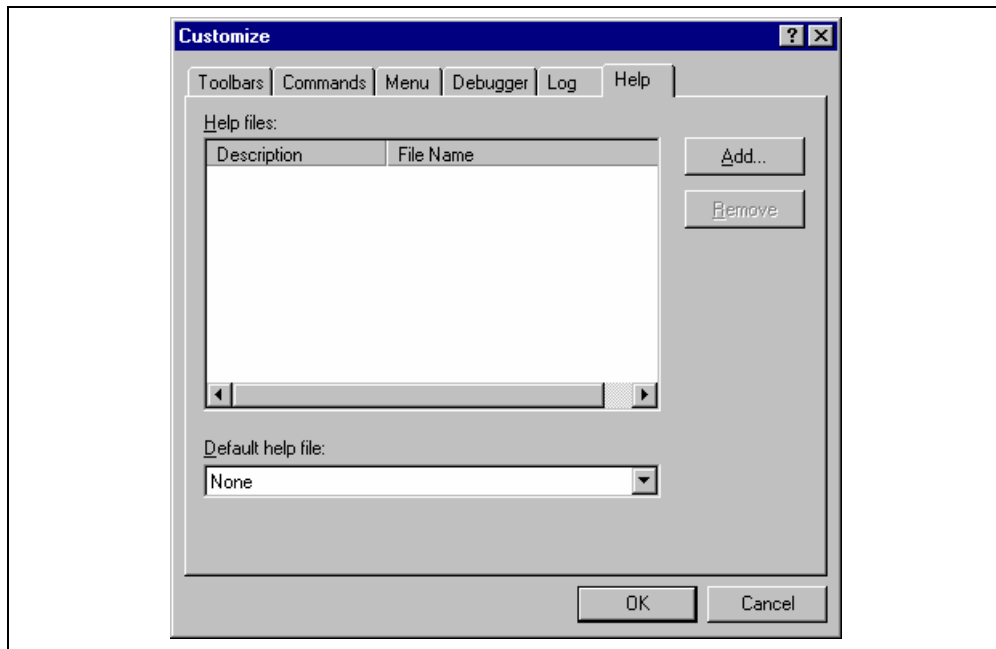 Customize
Toolbars Commands Menu Debugger Log Help
Help files:
Description File Name
Add...
Remove
Default help file:
None
OK Cancel